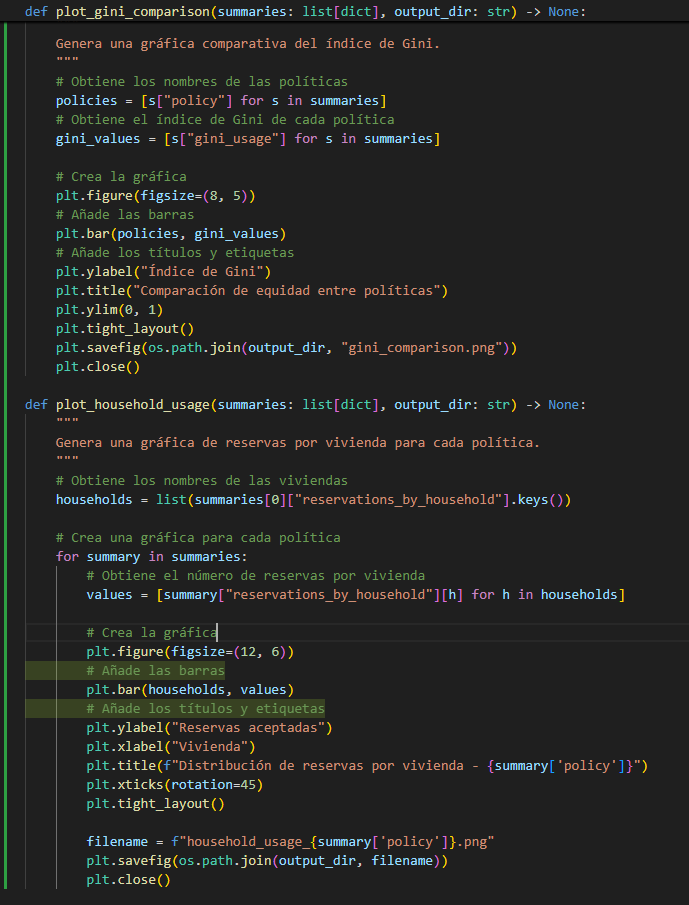 def plot_gini_comparison(summaries: list[dict], output_dir: str) -> None:
    Genera una gráfica comparativa del índice de Gini.
    """
    # Obtiene los nombres de las políticas
    policies = [s["policy"] for s in summaries]
    # Obtiene el índice de Gini de cada política
    gini_values = [s["gini_usage"] for s in summaries]

    # Crea la gráfica
    plt.figure(figsize=(8, 5))
    # Añade las barras
    plt.bar(policies, gini_values)
    # Añade los títulos y etiquetas
    plt.ylabel("Índice de Gini")
    plt.title("Comparación de equidad entre políticas")
    plt.ylim(0, 1)
    plt.tight_layout()
    plt.savefig(os.path.join(output_dir, "gini_comparison.png"))
    plt.close()

def plot_household_usage(summaries: list[dict], output_dir: str) -> None:
    """
    Genera una gráfica de reservas por vivienda para cada política.
    """
    # Obtiene los nombres de las viviendas
    households = list(summaries[0]["reservations_by_household"].keys())

    # Crea una gráfica para cada política
    for summary in summaries:
        # Obtiene el número de reservas por vivienda
        values = [summary["reservations_by_household"][h] for h in households]

        # Crea la gráfica
        plt.figure(figsize=(12, 6))
        # Añade las barras
        plt.bar(households, values)
        # Añade los títulos y etiquetas
        plt.ylabel("Reservas aceptadas")
        plt.xlabel("Vivienda")
        plt.title(f"Distribución de reservas por vivienda - {summary['policy']}")
        plt.xticks(rotation=45)
        plt.tight_layout()

        filename = f"household_usage_{summary['policy']}.png"
        plt.savefig(os.path.join(output_dir, filename))
        plt.close()